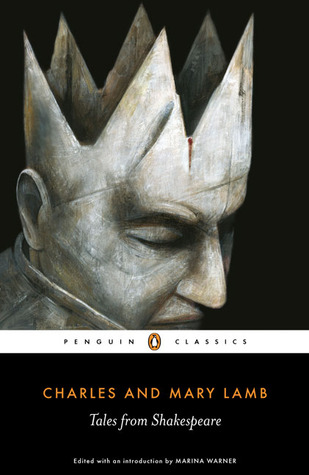 PENGUIN CLASSICS
CHARLES AND MARY LAMB
Tales from Shakespeare
Edited with an introduction by MARINA WARNER